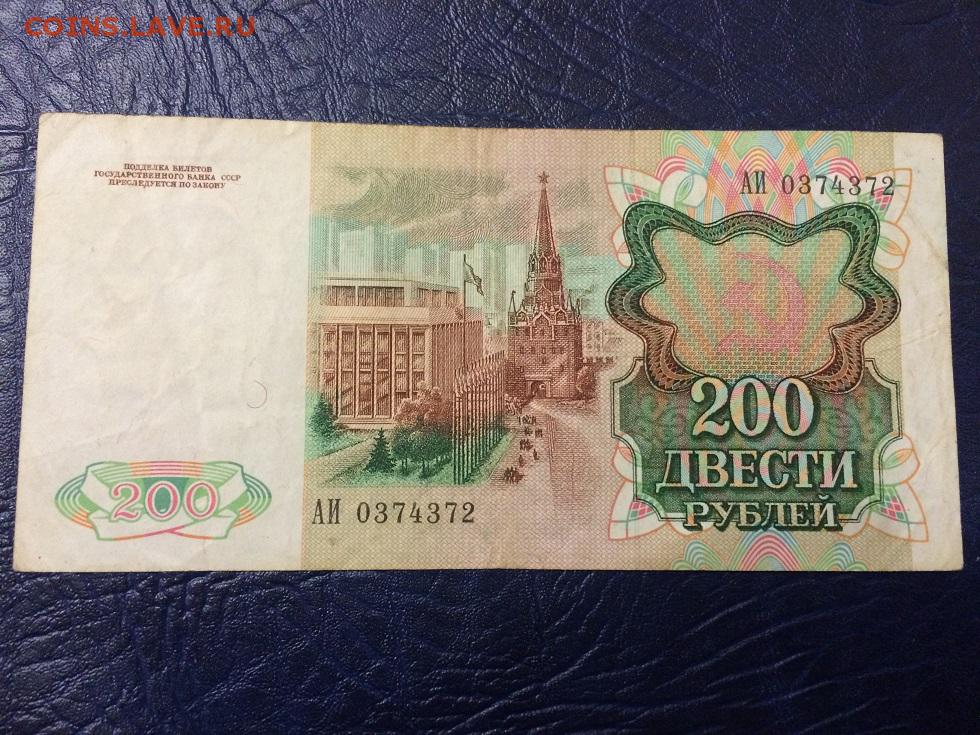 COINS.LAVE.RU
ПОДДЕЛКА БИЛЕТОВ
ГОСУДАРСТВЕННОГО БАНКА СССР
ПРЕСЛЕДУЕТСЯ ПО ЗАКОНУ
АИ 0374372
200
ДВЕСТИ
РУБЛЕЙ
200
АИ 0374372